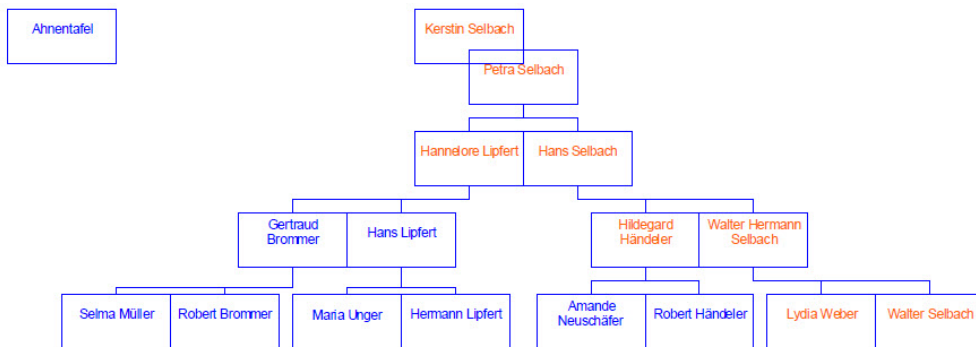 Ahnentafel
Kerstin Selbach
Petra Selbach
Hannelore Lipfert
Hans Selbach
Gertraud
Brommer
Hans Lipfert
Hildegard
Händeler
Walter Hermann
Selbach
Selma Müller
Robert Brommer
Maria Unger
Hermann Lipfert
Amande
Neuschäfer
Robert Händeler
Lydia Weber
Walter Selbach